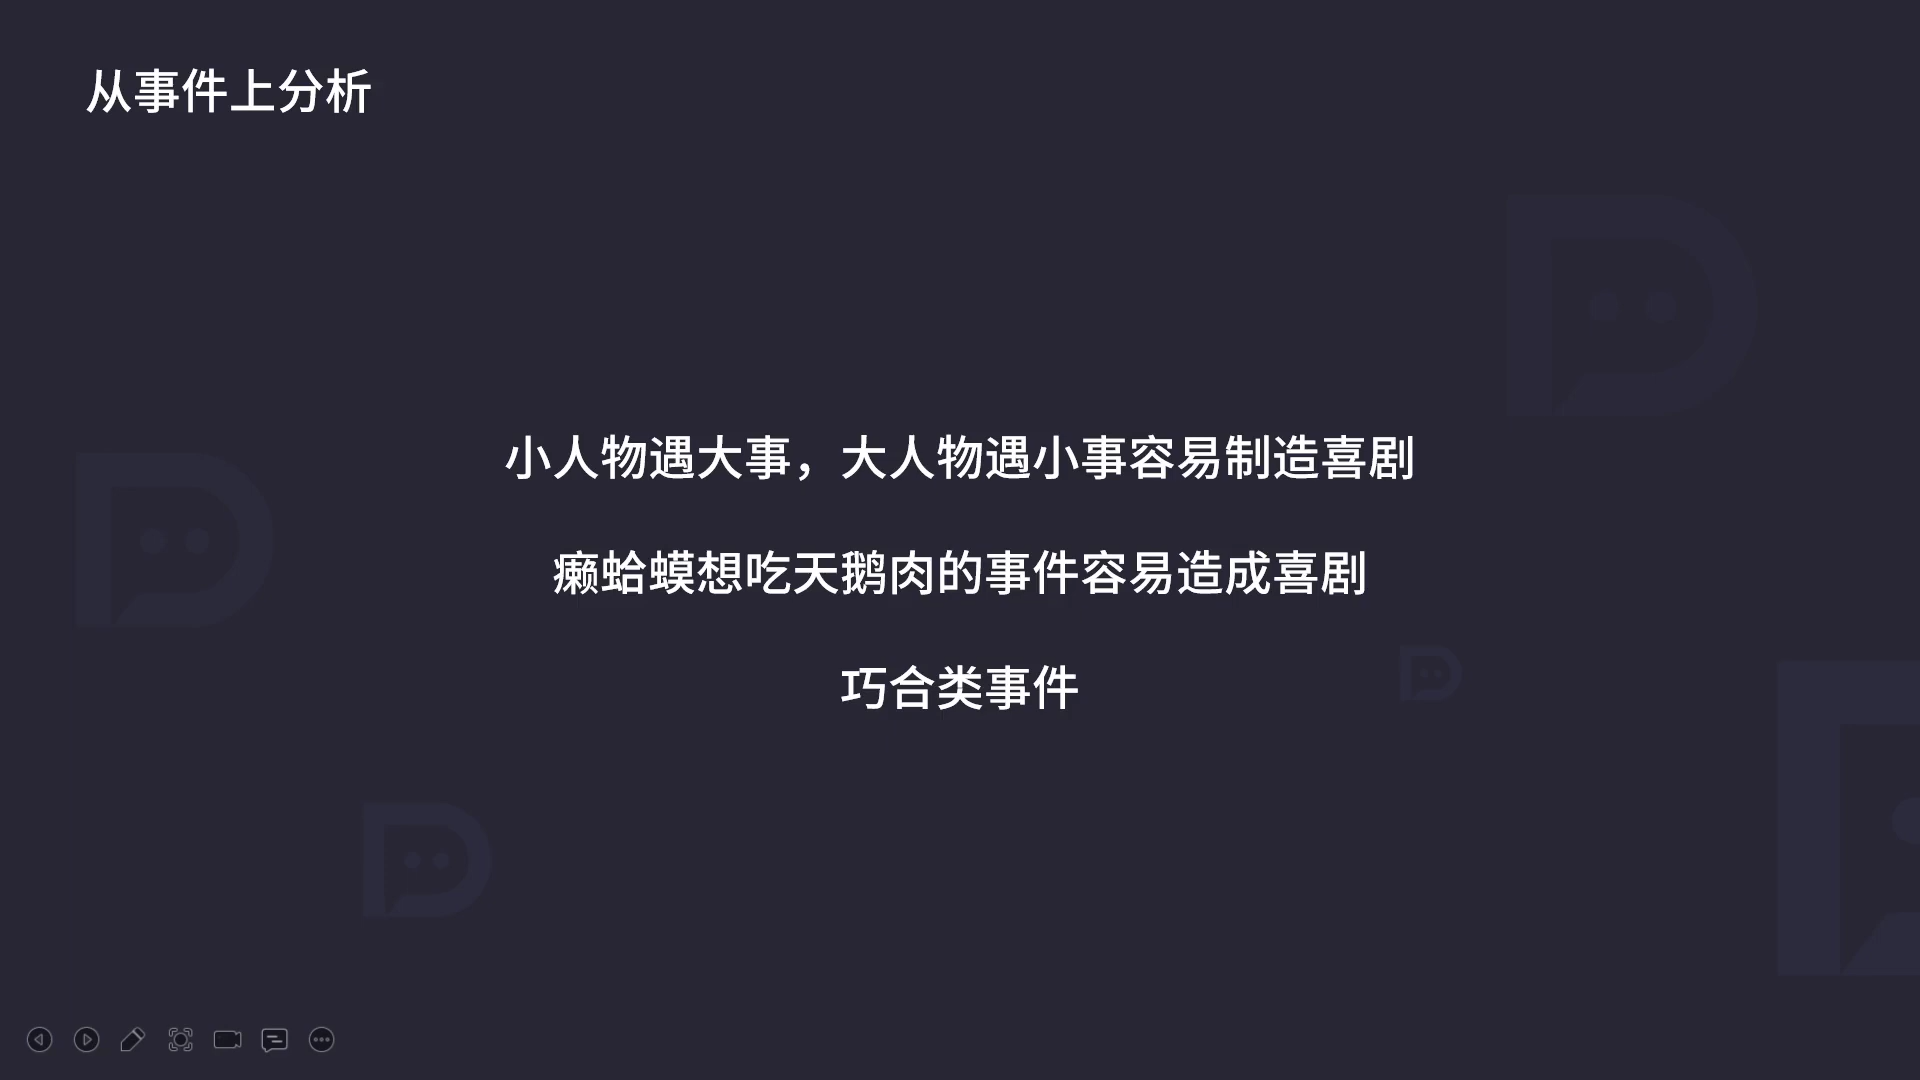 从事件上分析
小人物遇大事，大人物遇小事容易制造喜剧
癞蛤蟆想吃天鹅肉的事件容易造成喜剧
巧合类事件